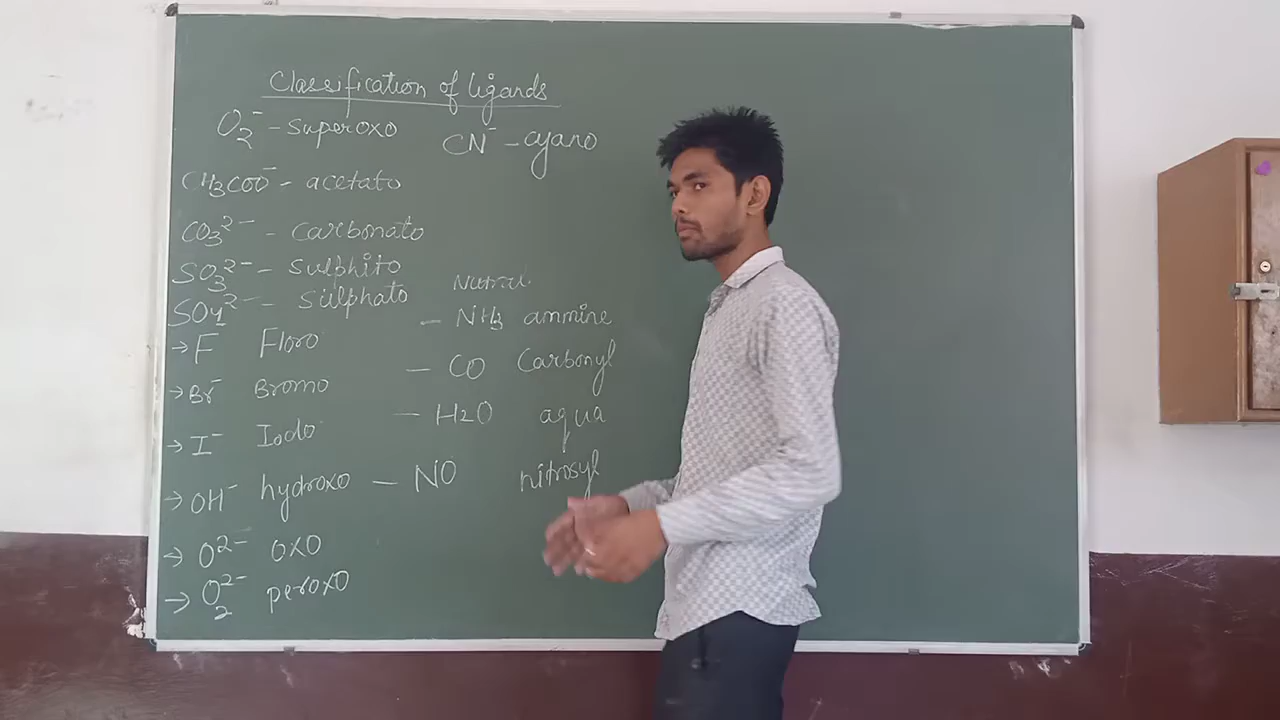 Classification of ligands
O₂⁻ - Superoxo
CN⁻ - cyano
CH₃COO⁻ - acetato
CO₃²⁻ - Carbonato
SO₃²⁻ - Sulphito
SO₄²⁻ - Sulphato
→ F⁻ Floro
→ Br⁻ Bromo
→ I⁻ Iodo
→ OH⁻ hydroxo
→ O²⁻ oxo
→ O₂²⁻ peroxo
- NH₃ ammine
- CO Carbonyl
- H₂O aqua
- NO nitrosyl